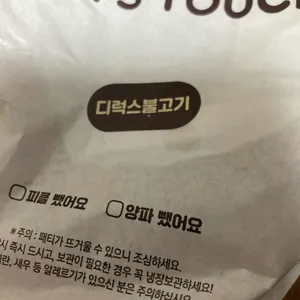 TOUCH
디럭스불고기
피클 뺐어요 양파 뺐어요
※ 주의 : 패티가 뜨거울 수 있으니 조심하세요.
즉시 드시고, 보관이 필요한 경우 꼭 냉장보관하세요!
새우 등 알레르기가 있으신 분은 주의하십시오